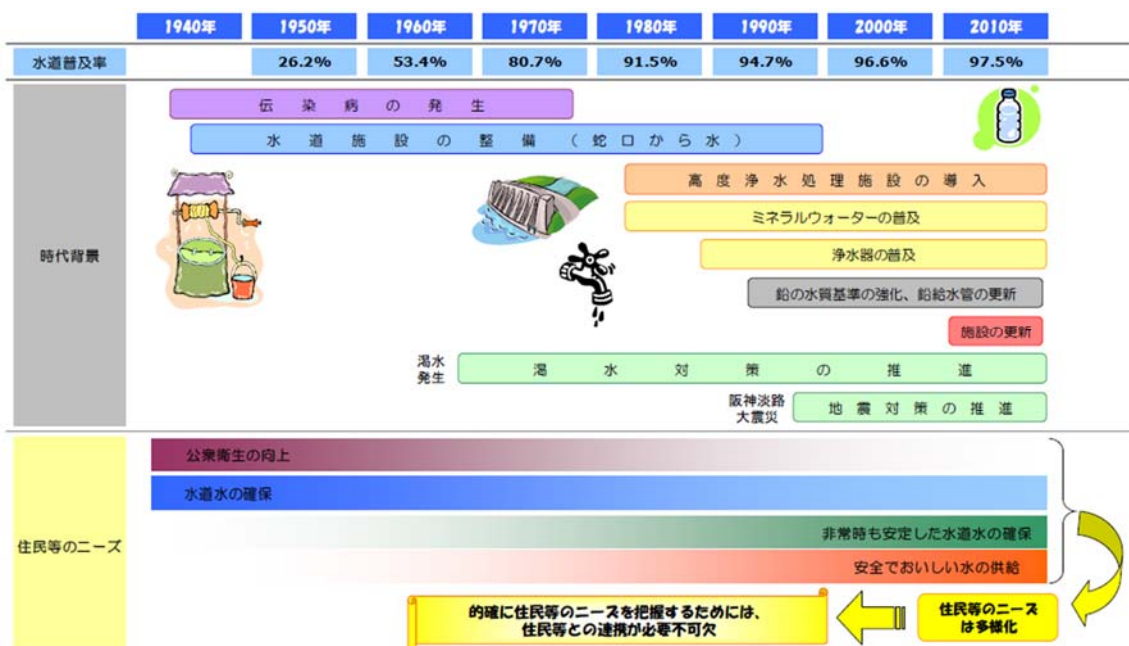 1940年 1950年 1960年 1970年 1980年 1990年 2000年 2010年
水道普及率 26.2% 53.4% 80.7% 91.5% 94.7% 96.6% 97.5%
時代背景
伝染病の発生
水道施設の整備(蛇口から水)
高度浄水処理施設の導入
ミネラルウォーターの普及
浄水器の普及
鉛の水質基準の強化、鉛給水管の更新
施設の更新
渇水
発生
渇水対策の推進
阪神淡路
大震災
地震対策の推進
住民等のニーズ
公衆衛生の向上
水道水の確保
非常時も安定した水道水の確保
安全でおいしい水の供給
住民等のニーズ
は多様化
的確に住民等のニーズを把握するためには、
住民等との連携が必要不可欠